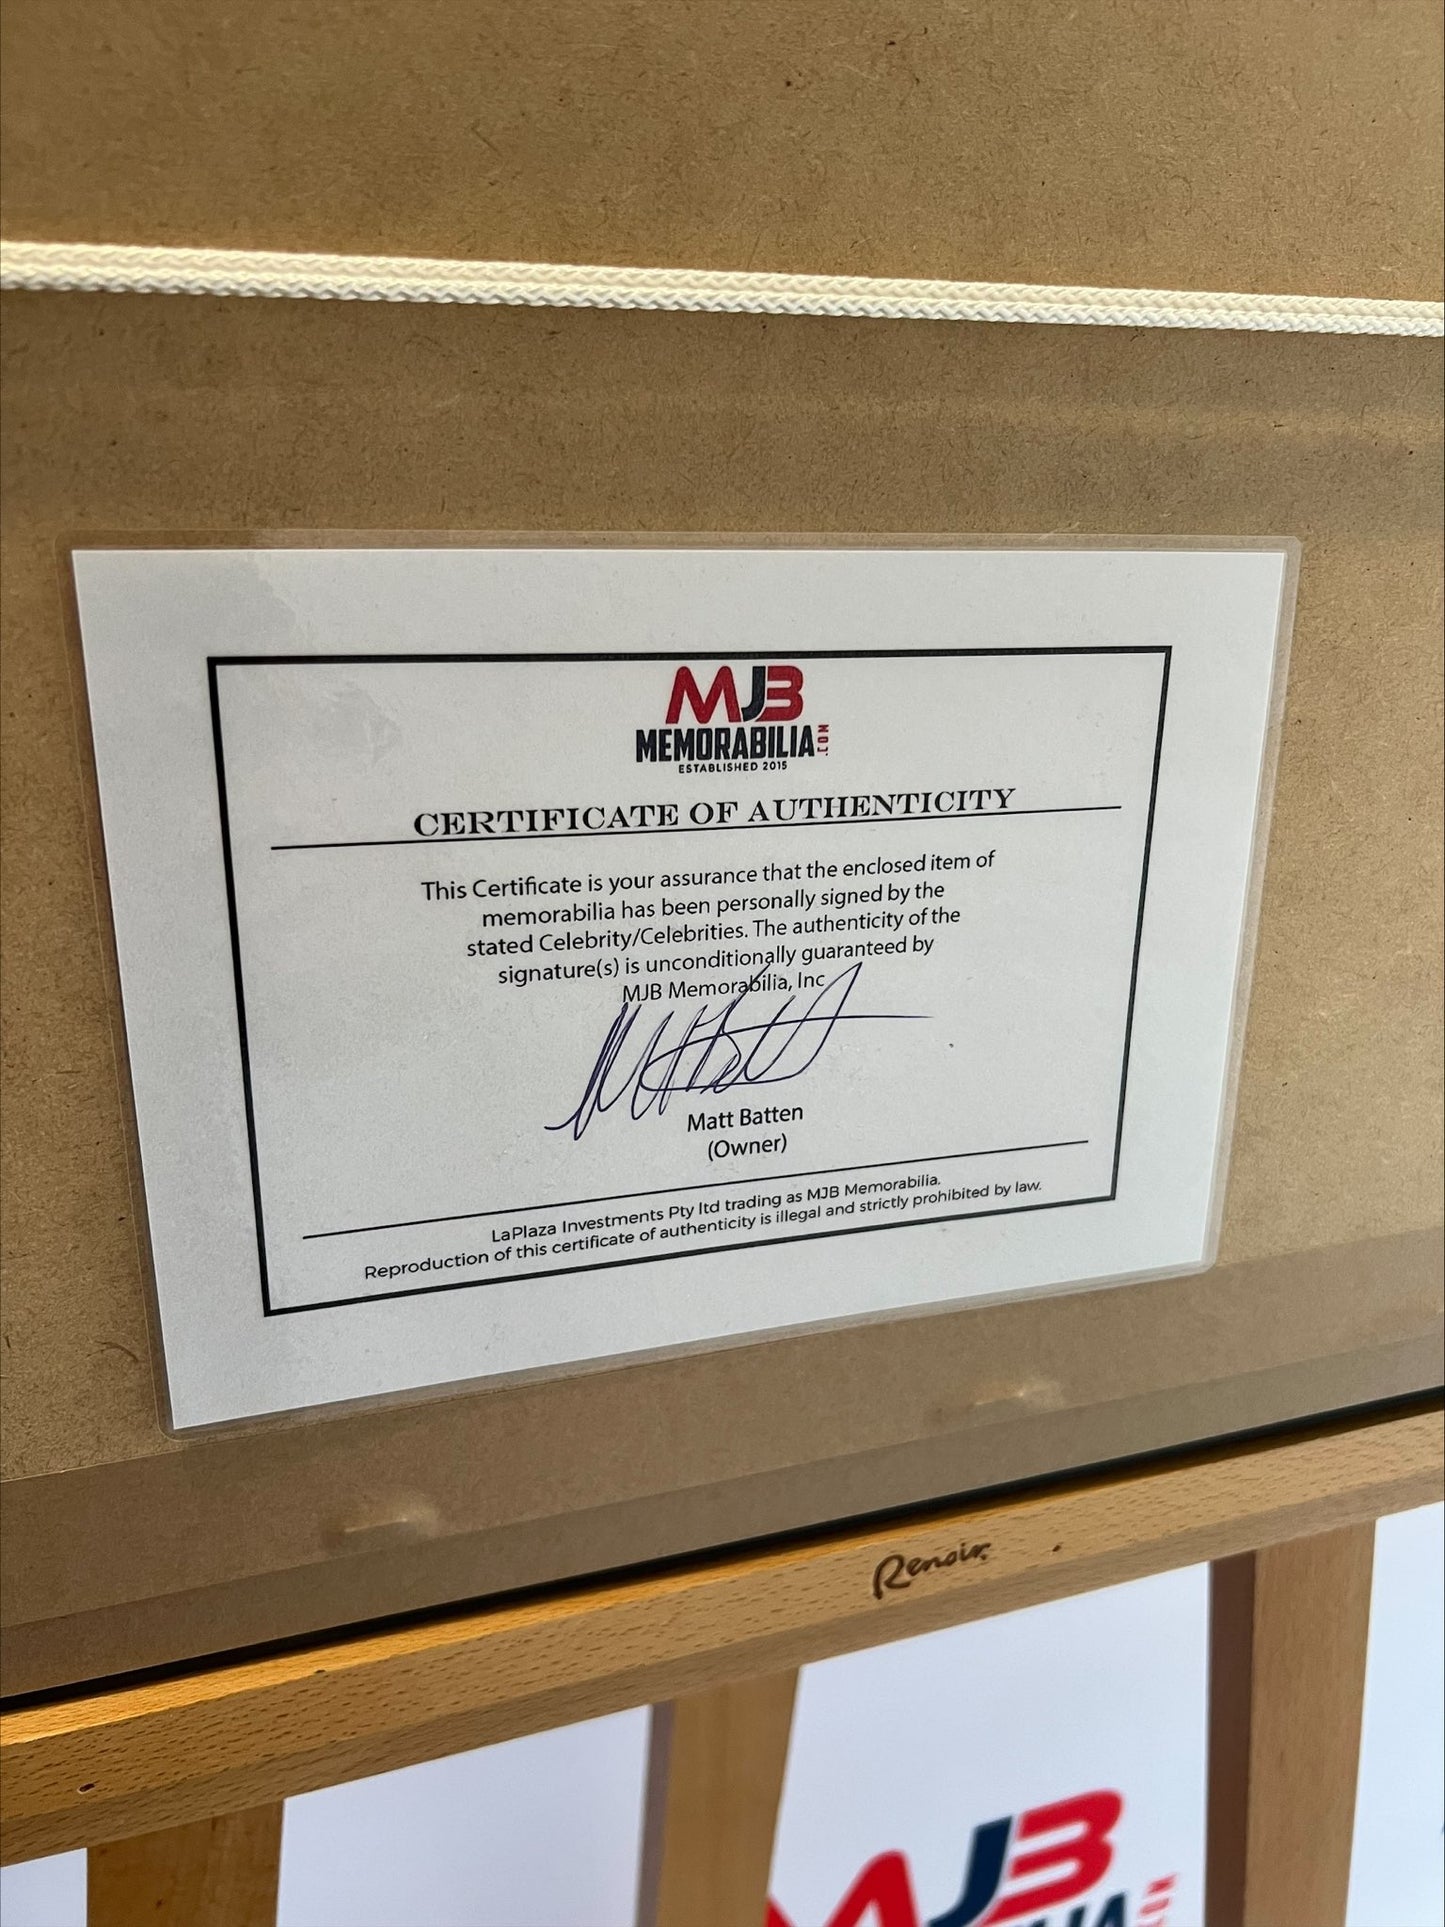 MJB
MEMORABILIA.COM
ESTABLISHED 2015
CERTIFICATE OF AUTHENTICITY
This Certificate is your assurance that the enclosed item of
memorabilia has been personally signed by the
stated Celebrity/Celebrities. The authenticity of the
signature(s) is unconditionally guaranteed by
MJB Memorabilia, Inc
Matt Batten
(Owner)
LaPlaza Investments Pty ltd trading as MJB Memorabilia.
Reproduction of this certificate of authenticity is illegal and strictly prohibited by law.
Renoir
MJB